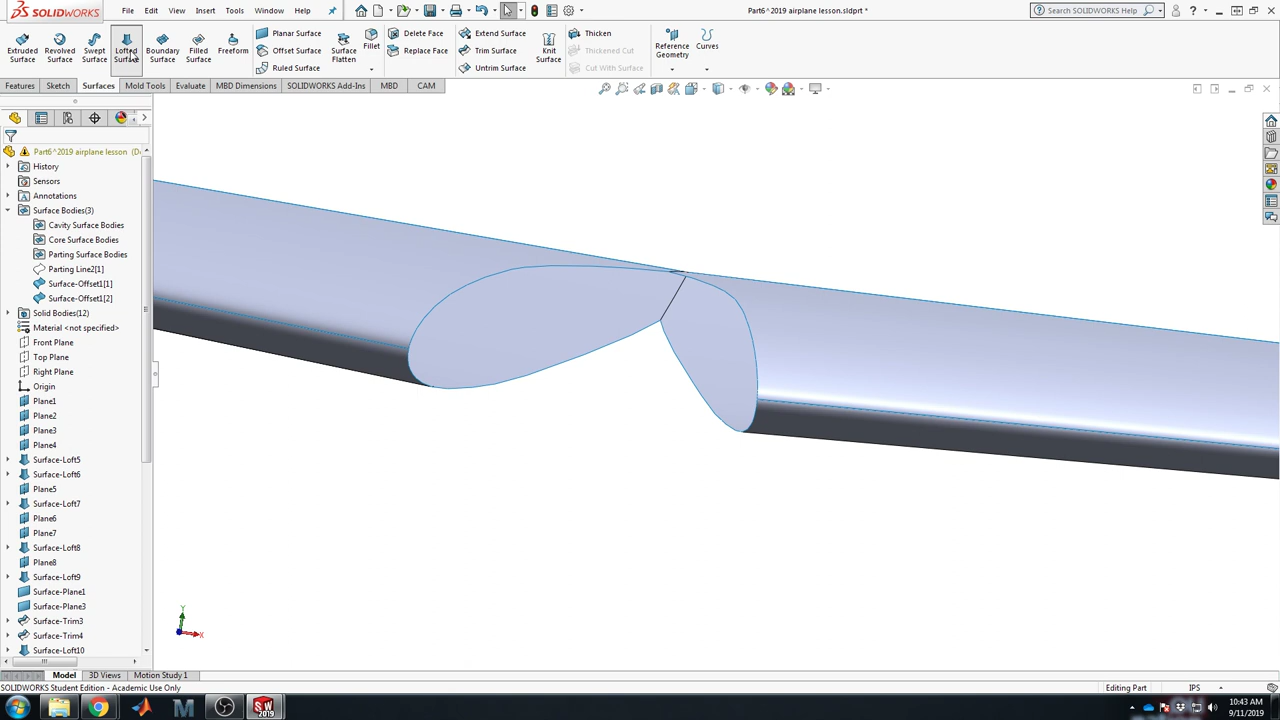 SOLIDWORKS File Edit View Insert Tools Window Help
Part6^2019 airplane lesson.sldprt *
Search SOLIDWORKS Help
Extruded Surface
Revolved Surface
Swept Surface
Lofted Surface
Boundary Surface
Filled Surface
Freeform
Planar Surface
Offset Surface
Ruled Surface
Surface Flatten
Fillet
Delete Face
Replace Face
Extend Surface
Trim Surface
Untrim Surface
Knit Surface
Thicken
Thickened Cut
Cut With Surface
Reference Geometry
Curves
Features Sketch Surfaces Mold Tools Evaluate MBD Dimensions SOLIDWORKS Add-Ins MBD CAM
Part6^2019 airplane lesson (D
History
Sensors
Annotations
Surface Bodies(3)
Cavity Surface Bodies
Core Surface Bodies
Parting Surface Bodies
Parting Line2[1]
Surface-Offset1[1]
Surface-Offset1[2]
Solid Bodies(12)
Material <not specified>
Front Plane
Top Plane
Right Plane
Origin
Plane1
Plane2
Plane3
Plane4
Surface-Loft5
Surface-Loft6
Plane5
Surface-Loft7
Plane6
Plane7
Surface-Loft8
Plane8
Surface-Loft9
Surface-Plane1
Surface-Plane3
Surface-Trim3
Surface-Trim4
Surface-Loft10
Y
X
Model 3D Views Motion Study 1
SOLIDWORKS Student Edition - Academic Use Only
Editing Part
IPS
10:43 AM
9/11/2019